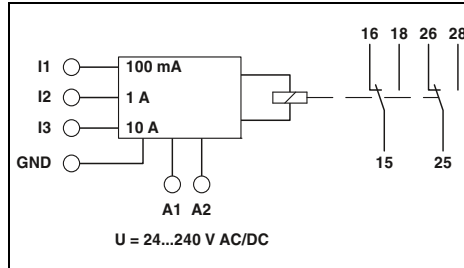 16 18 26 28
I1 100 mA
I2 1 A
I3 10 A
GND
15 25
A1 A2
U = 24...240 V AC/DC